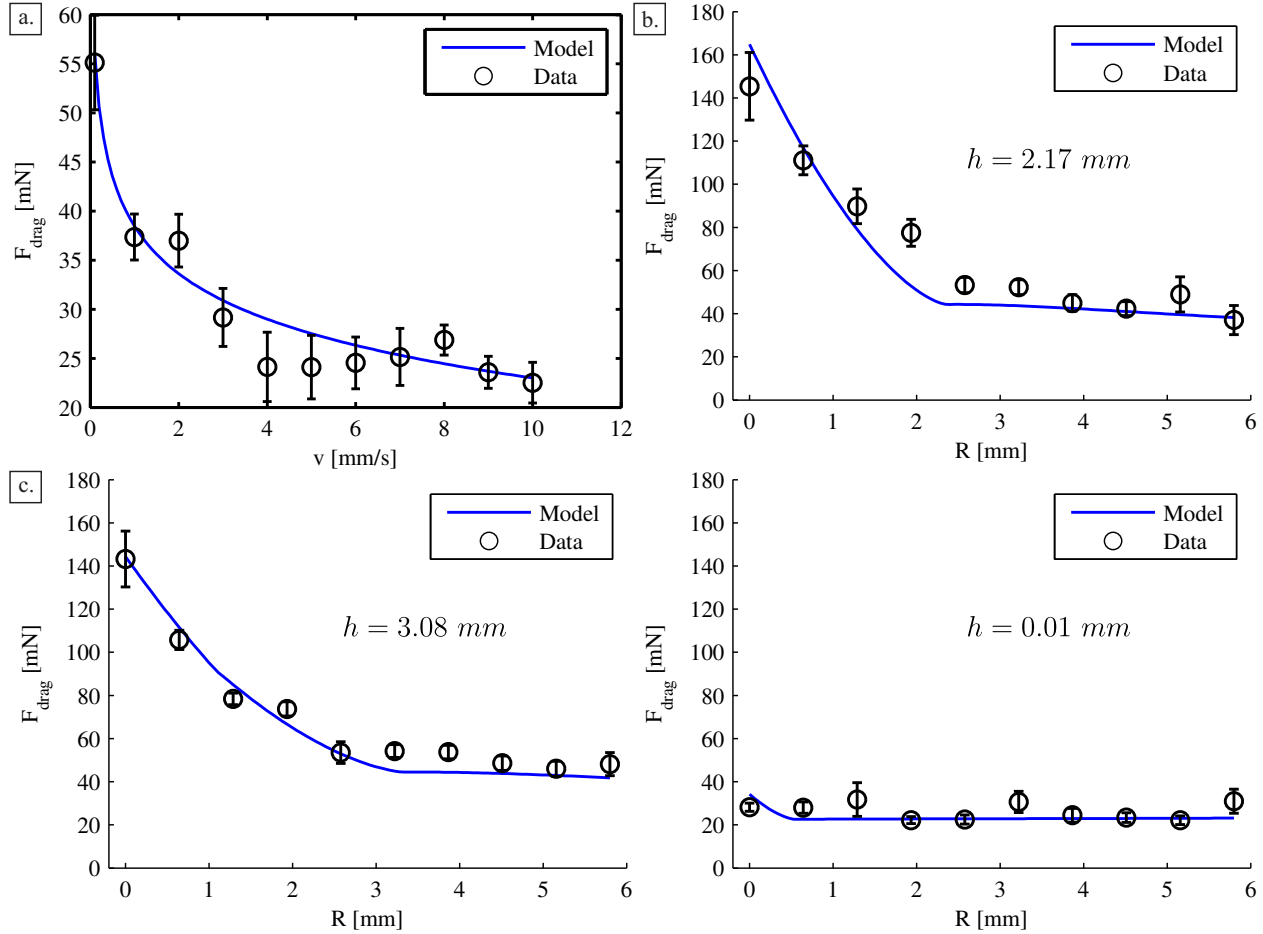 a.
60
55
50
45
40
35
30
25
20
F_drag [mN]
0 2 4 6 8 10 12
v [mm/s]
Model
Data
b.
180
160
140
120
100
80
60
40
20
0
F_drag [mN]
0 1 2 3 4 5 6
R [mm]
Model
Data
h = 2.17 mm
c.
180
160
140
120
100
80
60
40
20
0
F_drag [mN]
0 1 2 3 4 5 6
R [mm]
Model
Data
h = 3.08 mm
180
160
140
120
100
80
60
40
20
0
F_drag [mN]
0 1 2 3 4 5 6
R [mm]
Model
Data
h = 0.01 mm